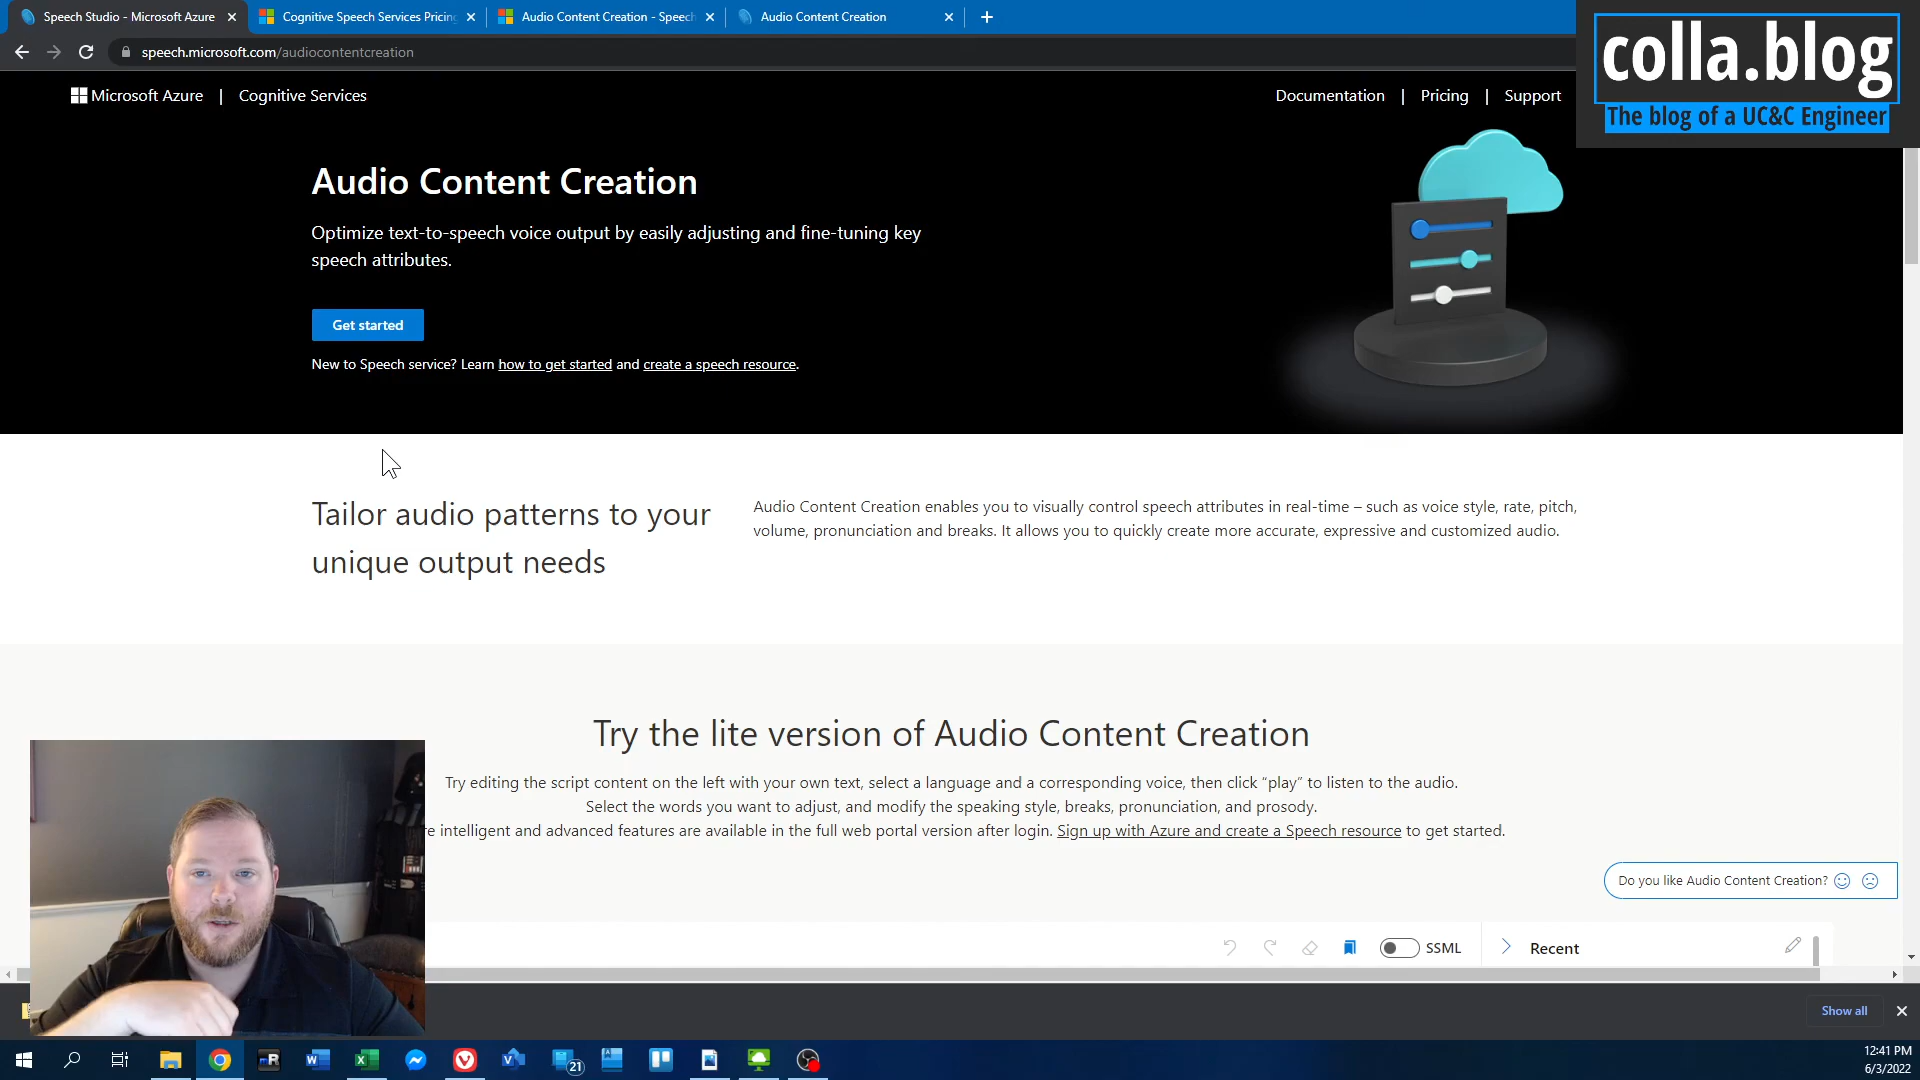 Speech Studio - Microsoft Azure
Cognitive Speech Services Pricing
Audio Content Creation - Speech
Audio Content Creation
speech.microsoft.com/audiocontentcreation
colla.blog
The blog of a UC&C Engineer
Microsoft Azure | Cognitive Services
Documentation | Pricing | Support
Audio Content Creation
Optimize text-to-speech voice output by easily adjusting and fine-tuning key
speech attributes.
Get started
New to Speech service? Learn how to get started and create a speech resource.
Tailor audio patterns to your
unique output needs
Audio Content Creation enables you to visually control speech attributes in real-time – such as voice style, rate, pitch,
volume, pronunciation and breaks. It allows you to quickly create more accurate, expressive and customized audio.
Try the lite version of Audio Content Creation
Try editing the script content on the left with your own text, select a language and a corresponding voice, then click “play” to listen to the audio.
Select the words you want to adjust, and modify the speaking style, breaks, pronunciation, and prosody.
intelligent and advanced features are available in the full web portal version after login. Sign up with Azure and create a Speech resource to get started.
Do you like Audio Content Creation?
SSML
Recent
Show all
21
12:41 PM
6/3/2022